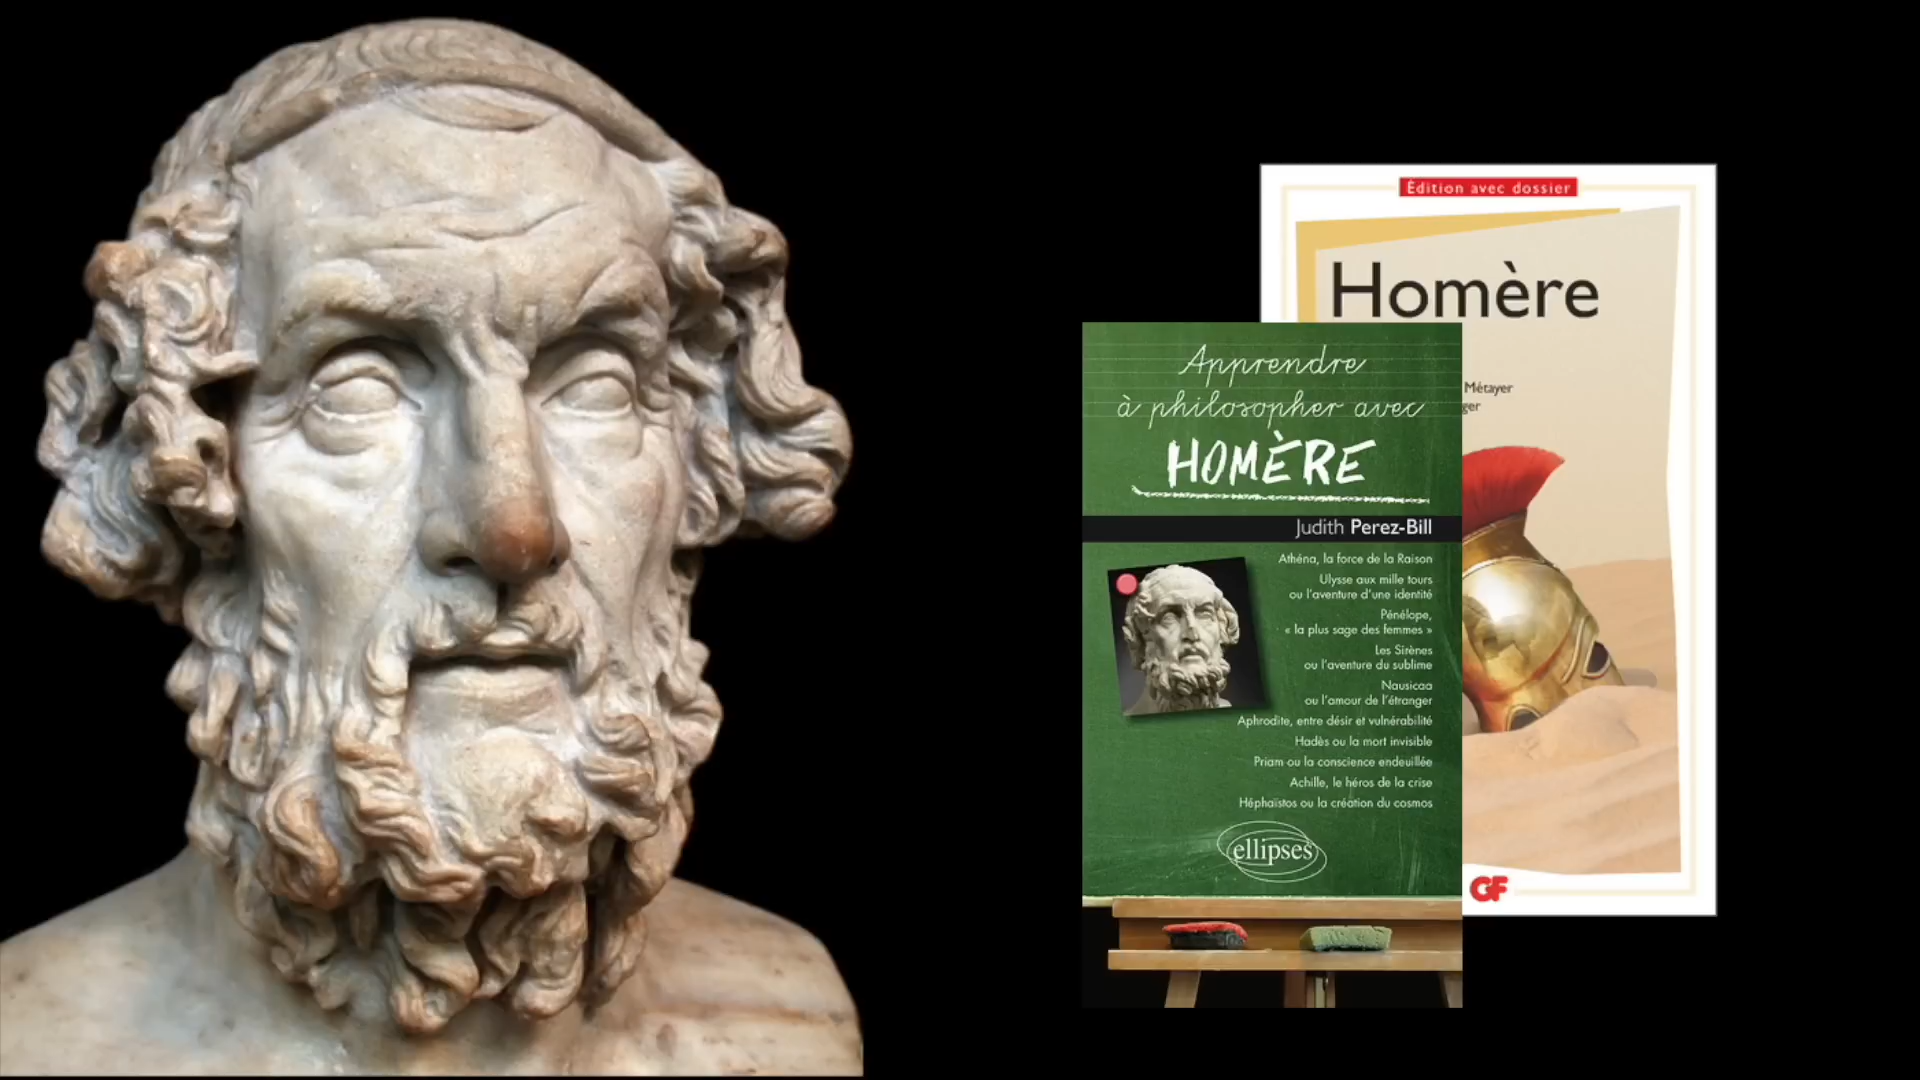 Édition avec dossier
Homère
Métayer
Apprendre
à philosopher avec
HOMÈRE
Judith Perez-Bill
Athéna, la force de la Raison
Ulysse aux mille tours
ou l'aventure d'une identité
Pénélope,
« la plus sage des femmes »
Les Sirènes
ou l'aventure du sublime
Nausicaa
ou l'amour de l'étranger
Aphrodite, entre désir et vulnérabilité
Hadès ou la mort invisible
Priam ou la conscience endeuillée
Achille, le héros de la crise
Héphaïstos ou la création du cosmos
ellipses
GF